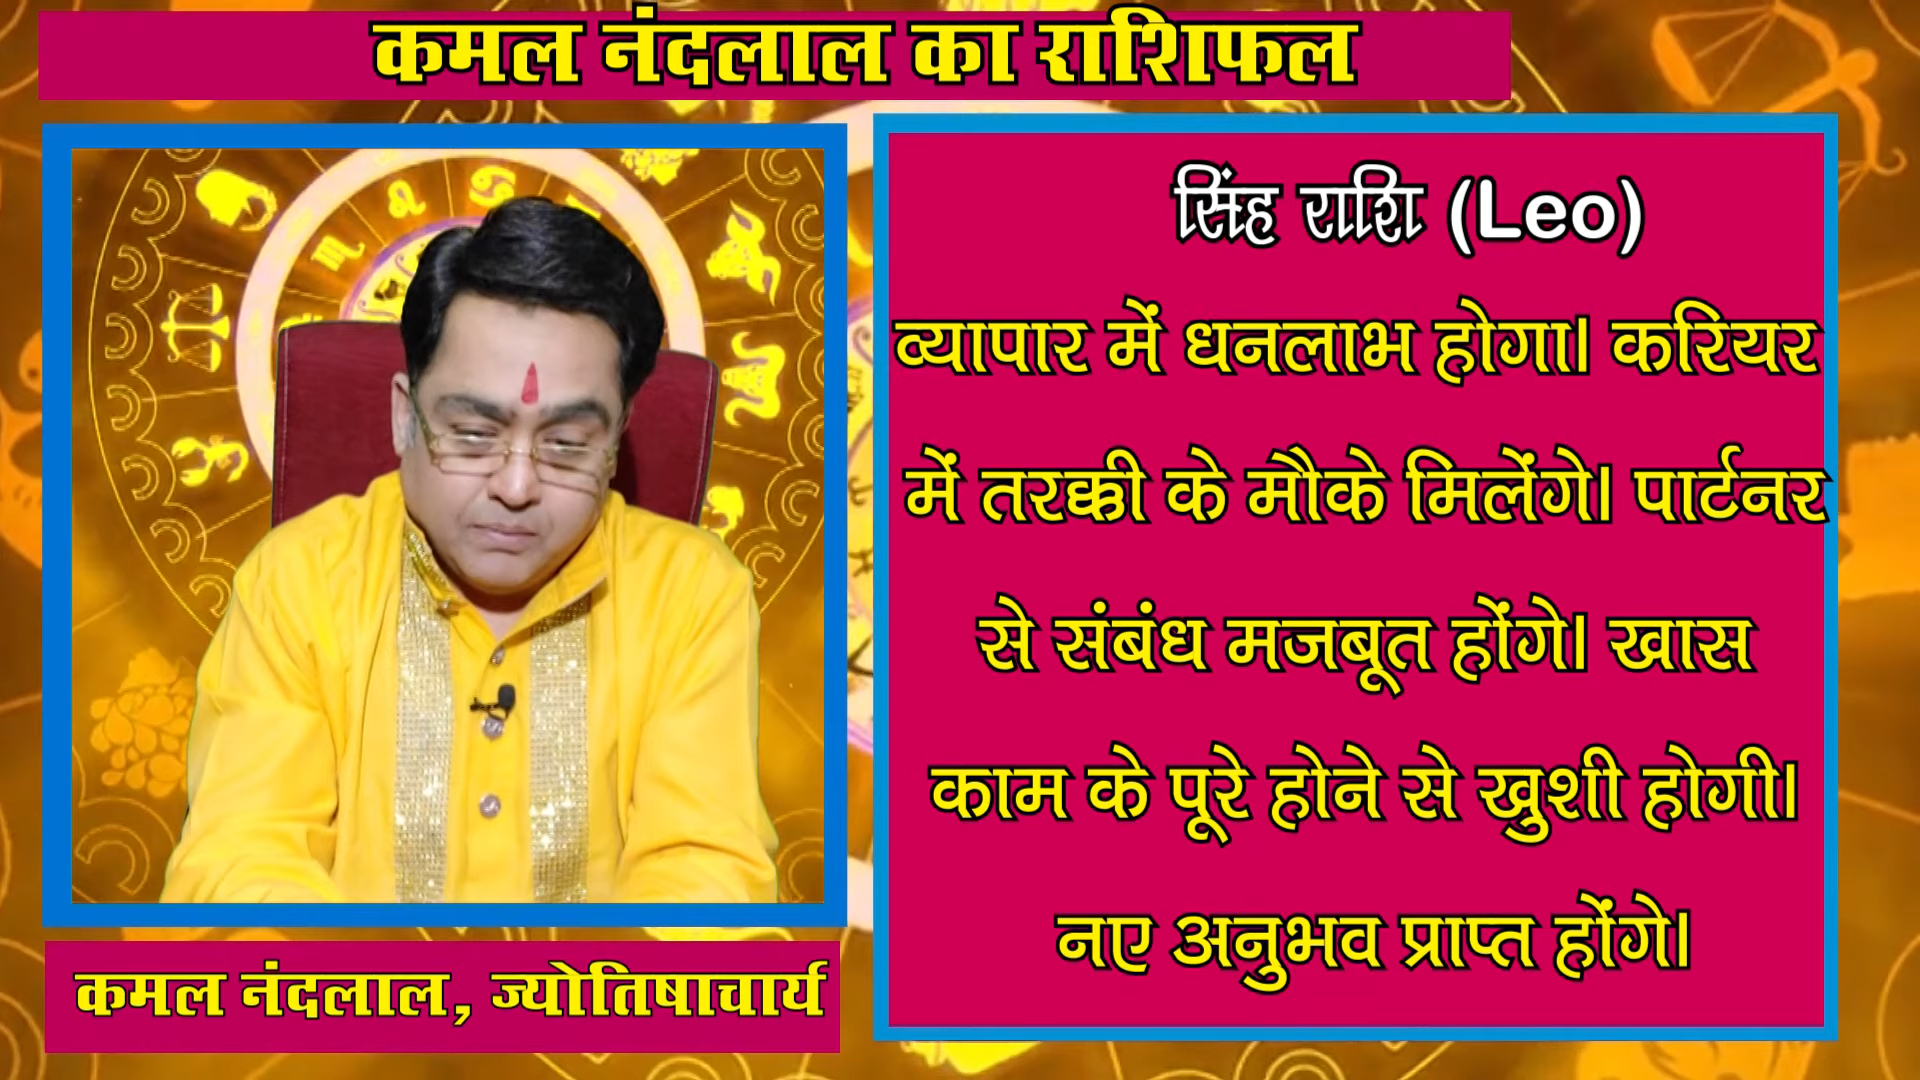 कमल नंदलाल का राशिफल
सिंह राशि (Leo)
व्यापार में धनलाभ होगा। करियर
में तरक्की के मौके मिलेंगे। पार्टनर
से संबंध मजबूत होंगे। खास
काम के पूरे होने से खुशी होगी।
नए अनुभव प्राप्त होंगे।
कमल नंदलाल, ज्योतिषाचार्य